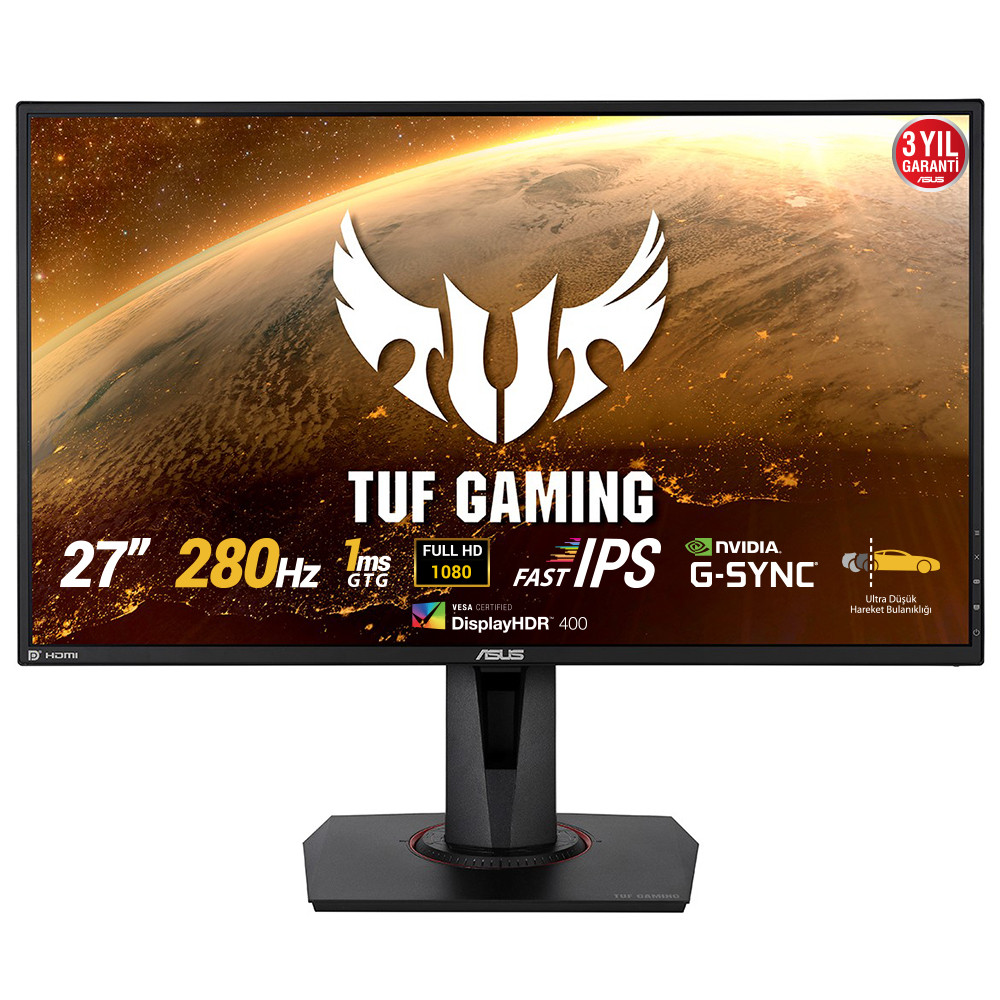 3 YIL
GARANTİ
ASUS
TUF GAMING
27"
280Hz
1ms
GTG
FULL HD
1080
FAST IPS
NVIDIA.
G-SYNC®
Ultra Düşük
Hareket Bulanıklığı
VESA CERTIFIED
DisplayHDR™ 400
HDMI
ASUS
TUF GAMING